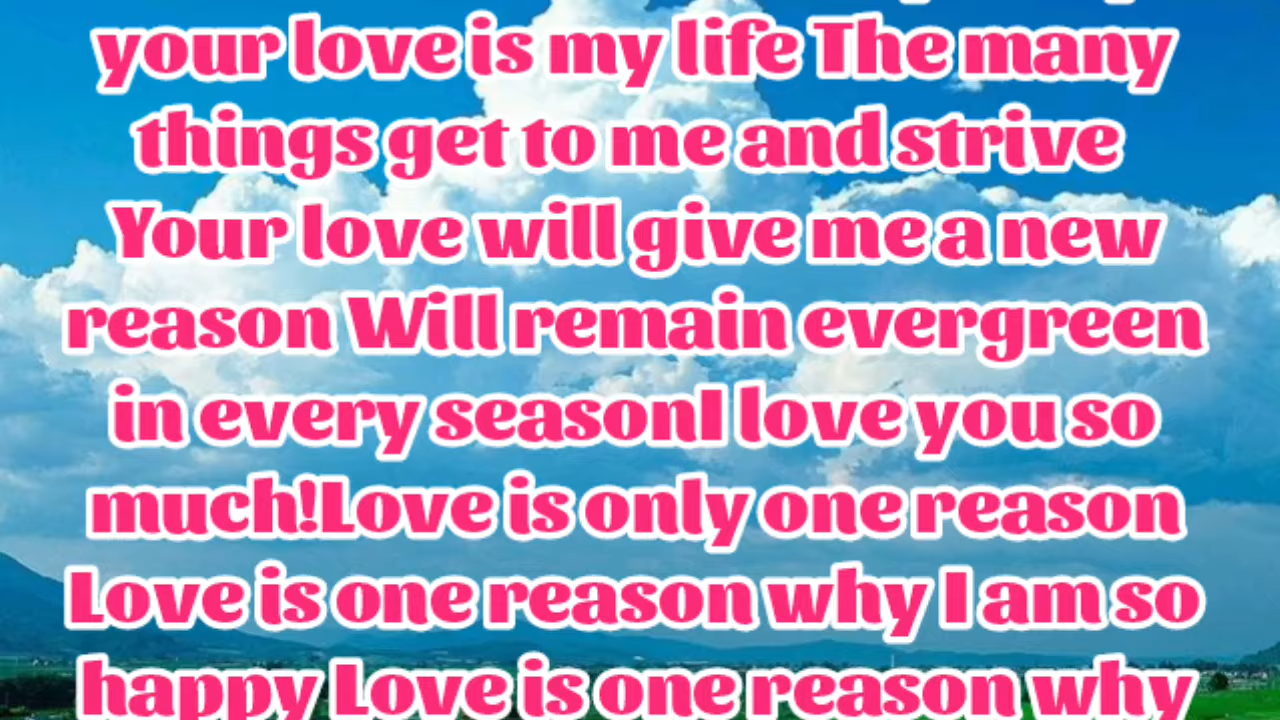 your love is my life The many
things get to me and strive
Your love will give me a new
reason Will remain evergreen
in every seasonI love you so
much!Love is only one reason
Love is one reason why I am so
happy Love is one reason why